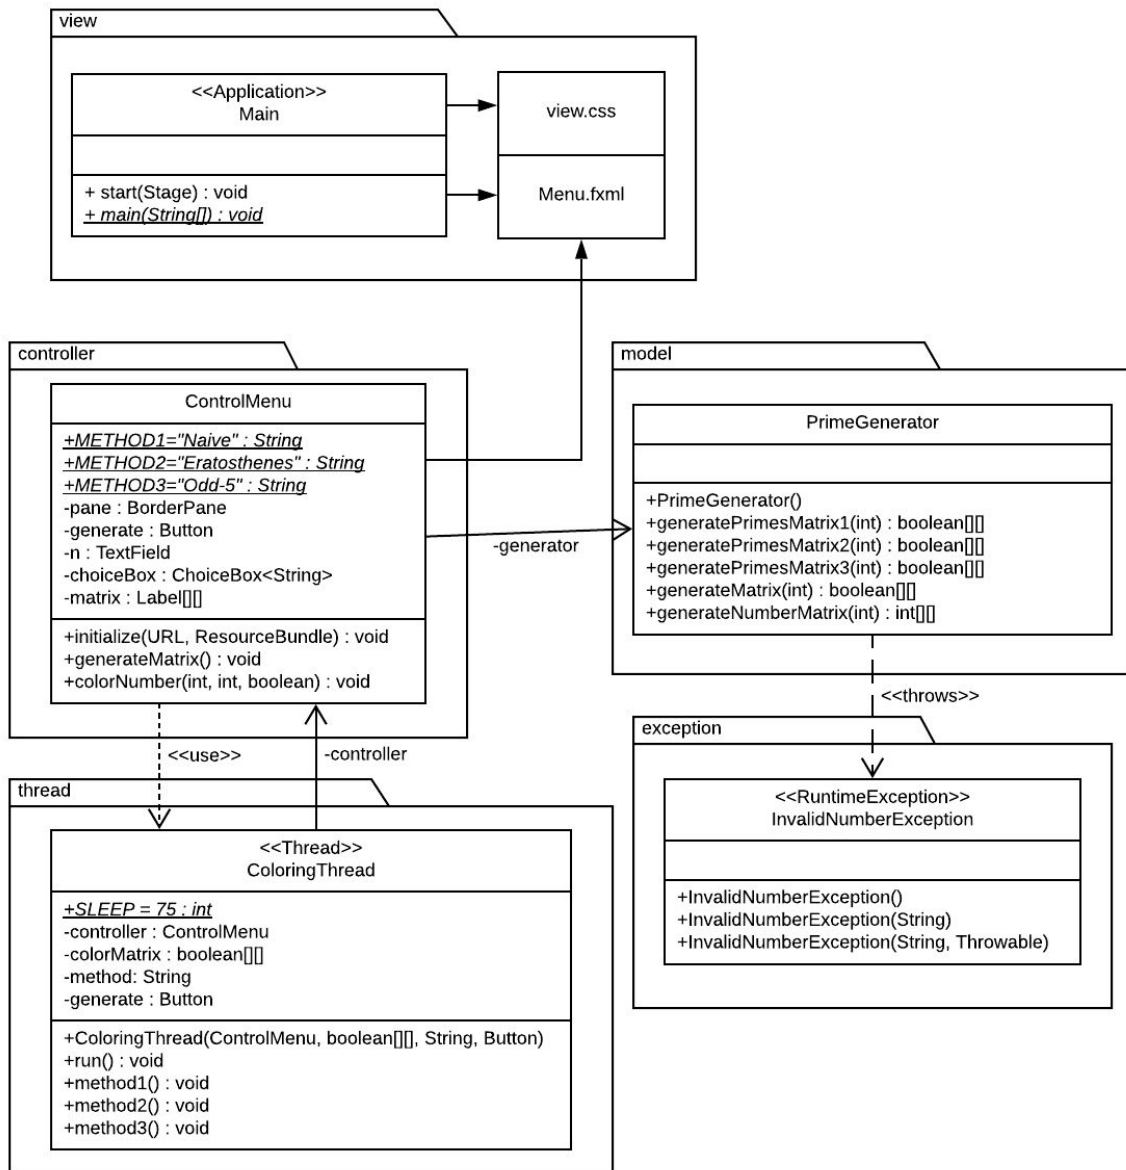 view
<<Application>>
Main
+ start(Stage) : void
+ main(String[]) : void
view.css
Menu.fxml
controller
ControlMenu
+METHOD1="Naive" : String
+METHOD2="Eratosthenes" : String
+METHOD3="Odd-5" : String
-pane : BorderPane
-generate : Button
-n : TextField
-choiceBox : ChoiceBox<String>
-matrix : Label[][]
+initialize(URL, ResourceBundle) : void
+generateMatrix() : void
+colorNumber(int, int, boolean) : void
-generator
model
PrimeGenerator
+PrimeGenerator()
+generatePrimesMatrix1(int) : boolean[][]
+generatePrimesMatrix2(int) : boolean[][]
+generatePrimesMatrix3(int) : boolean[][]
+generateMatrix(int) : boolean[][]
+generateNumberMatrix(int) : int[][]
<<throws>>
<<use>>
-controller
exception
<<RuntimeException>>
InvalidNumberException
+InvalidNumberException()
+InvalidNumberException(String)
+InvalidNumberException(String, Throwable)
thread
<<Thread>>
ColoringThread
+SLEEP = 75 : int
-controller : ControlMenu
-colorMatrix : boolean[][]
-method: String
-generate : Button
+ColoringThread(ControlMenu, boolean[][], String, Button)
+run() : void
+method1() : void
+method2() : void
+method3() : void